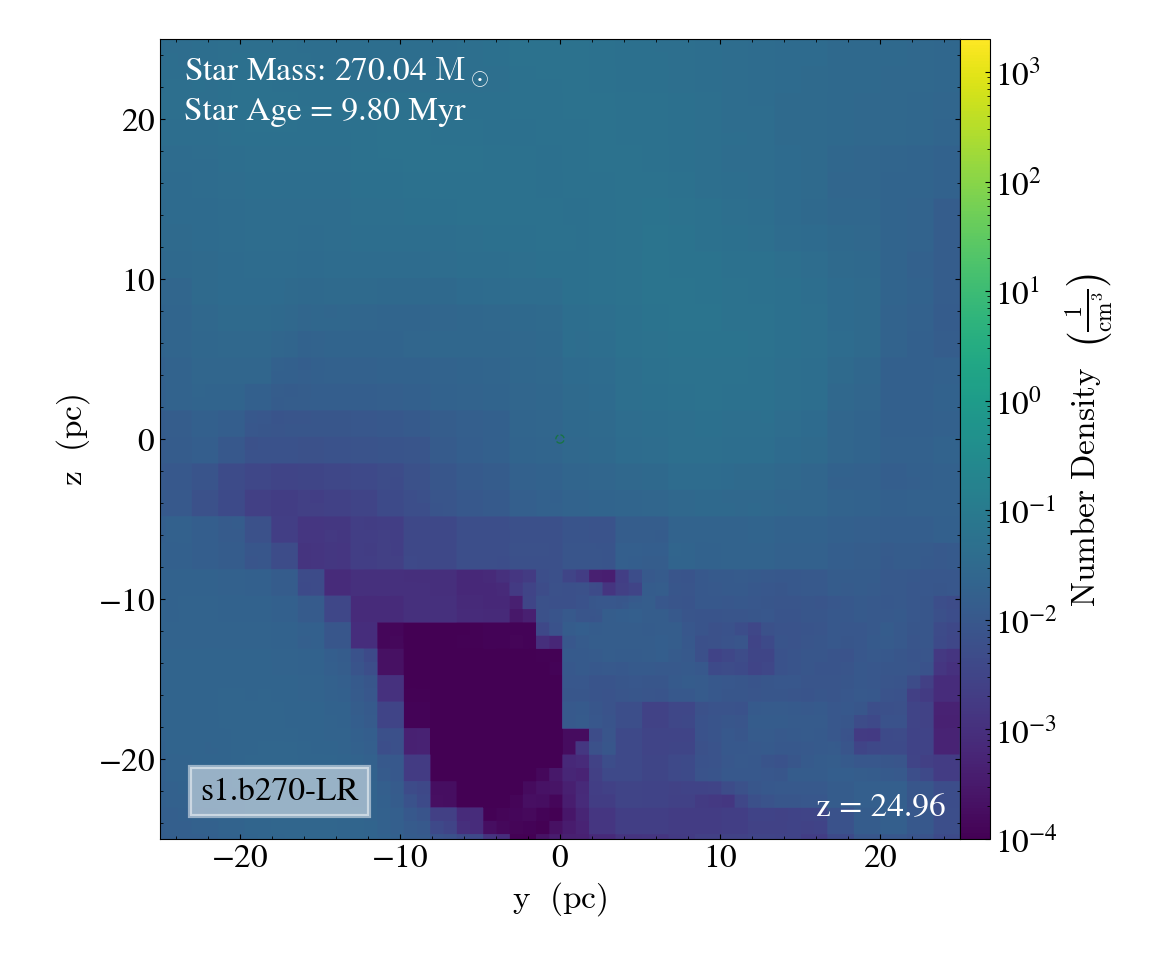 Star Mass: 270.04 M⊙
Star Age = 9.80 Myr
s1.b270-LR
z = 24.96
z (pc)
20
10
0
−10
−20
−20
−10
0
10
20
y (pc)
10³
10²
10¹
10⁰
10⁻¹
10⁻²
10⁻³
10⁻⁴
Number Density (1/cm³)